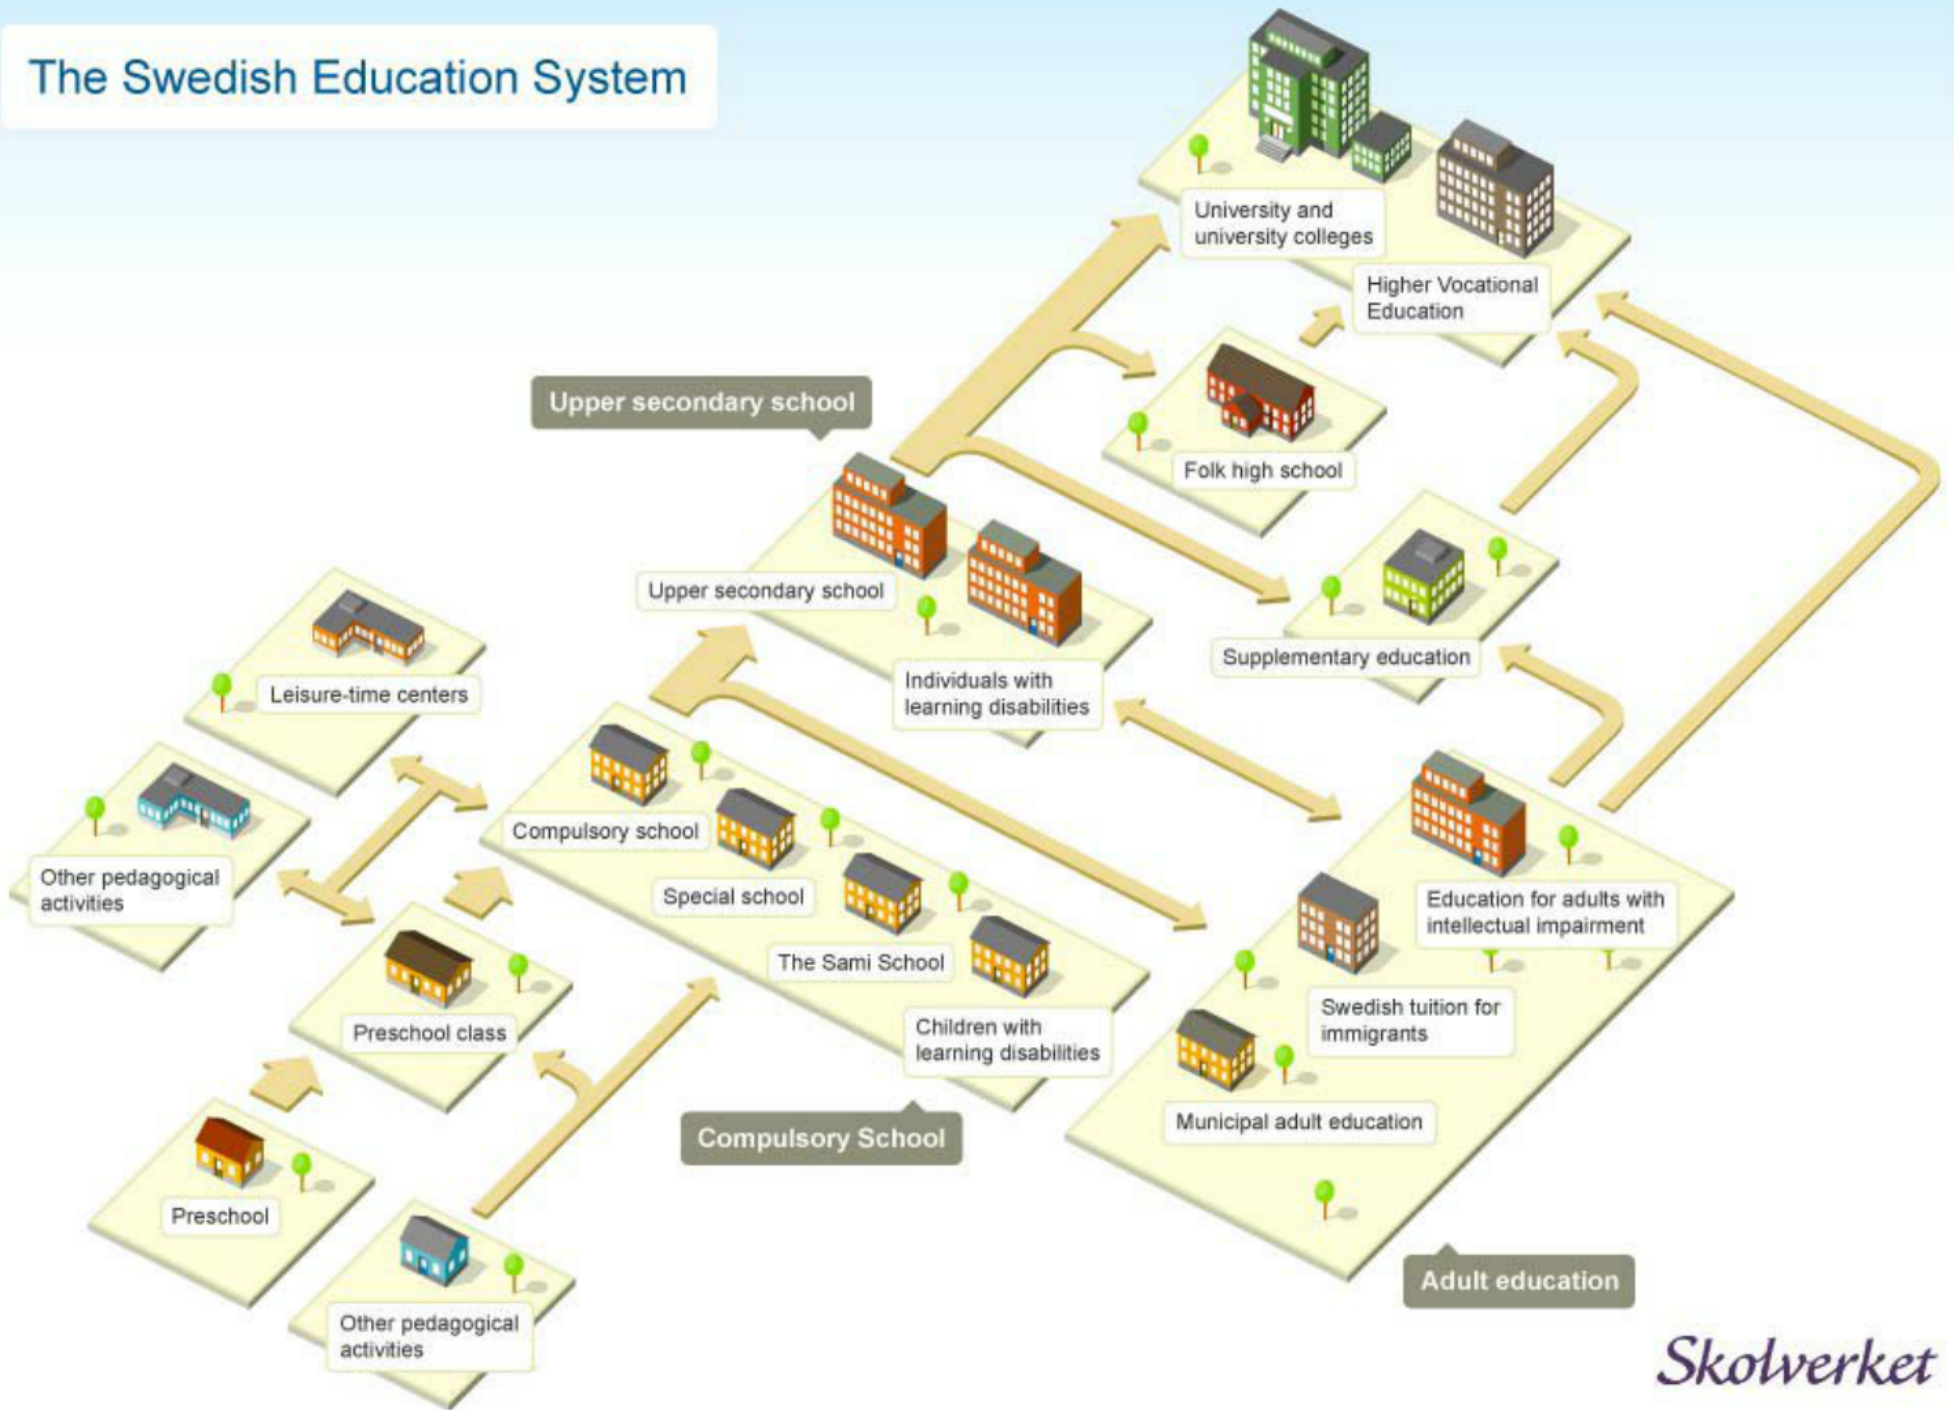 The Swedish Education System
University and
university colleges
Higher Vocational
Education
Upper secondary school
Folk high school
Upper secondary school
Individuals with
learning disabilities
Supplementary education
Leisure-time centers
Other pedagogical
activities
Compulsory school
Special school
The Sami School
Children with
learning disabilities
Education for adults with
intellectual impairment
Swedish tuition for
immigrants
Municipal adult education
Preschool class
Compulsory School
Preschool
Other pedagogical
activities
Adult education
Skolverket